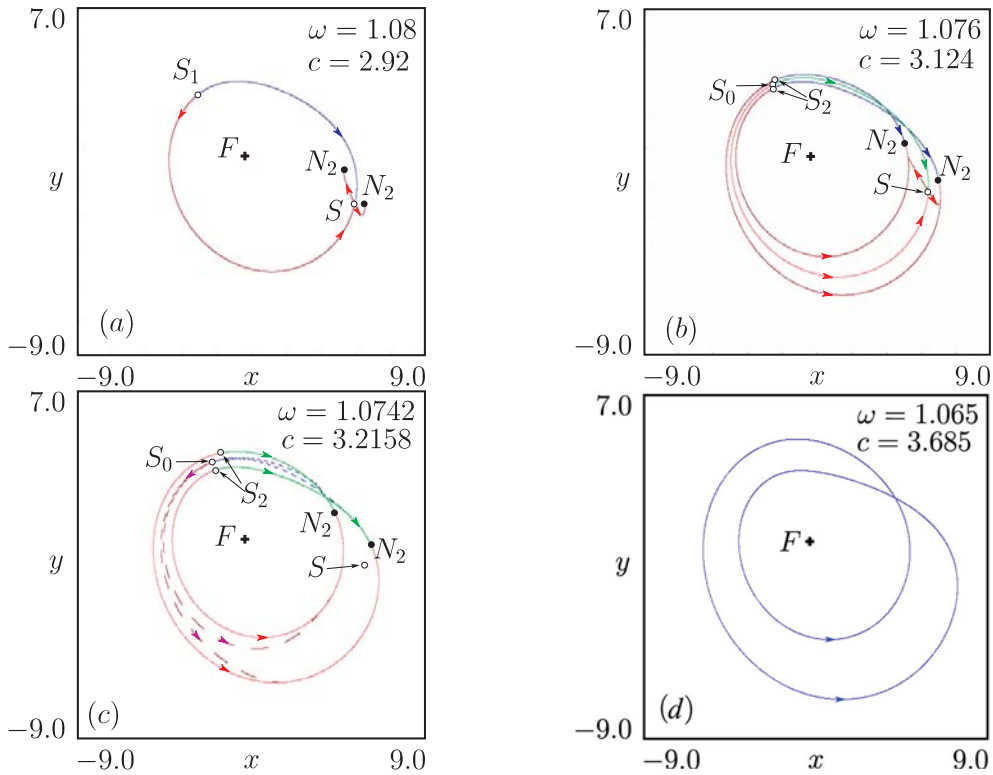 7.0
ω = 1.08
c = 2.92
S₁
F
N₂
N₂
S
y
(a)
−9.0
−9.0
x
9.0
7.0
ω = 1.076
c = 3.124
S₀
S₂
F
N₂
N₂
S
y
(b)
−9.0
−9.0
x
9.0
7.0
ω = 1.0742
c = 3.2158
S₀
S₂
F
N₂
N₂
S
y
(c)
−9.0
−9.0
x
9.0
7.0
ω = 1.065
c = 3.685
F
y
(d)
−9.0
−9.0
x
9.0